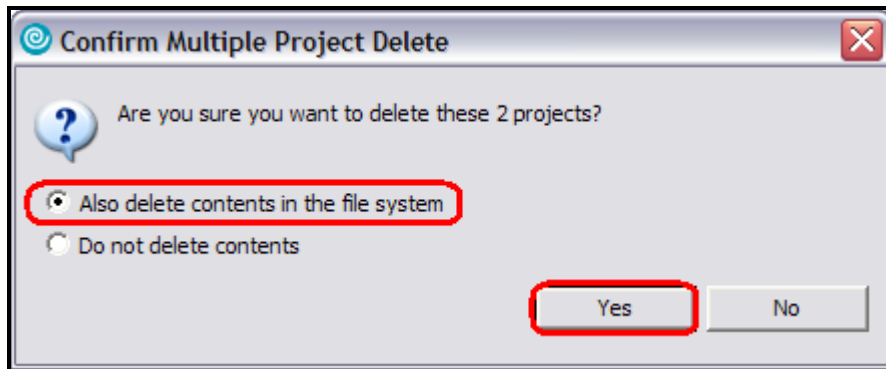 Confirm Multiple Project Delete
Are you sure you want to delete these 2 projects?
Also delete contents in the file system
Do not delete contents
Yes
No